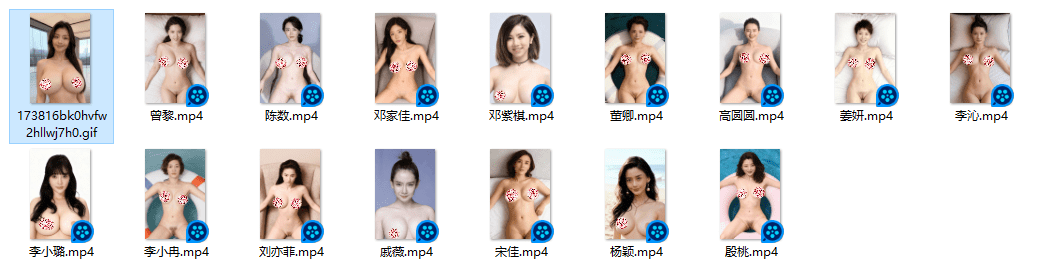 173816bk0hvfw
2hllwj7h0.gif
曾黎.mp4
陈数.mp4
邓家佳.mp4
邓紫棋.mp4
董卿.mp4
高圆圆.mp4
姜妍.mp4
李沁.mp4
李小璐.mp4
李小冉.mp4
刘亦菲.mp4
戚薇.mp4
宋佳.mp4
杨颖.mp4
殷桃.mp4